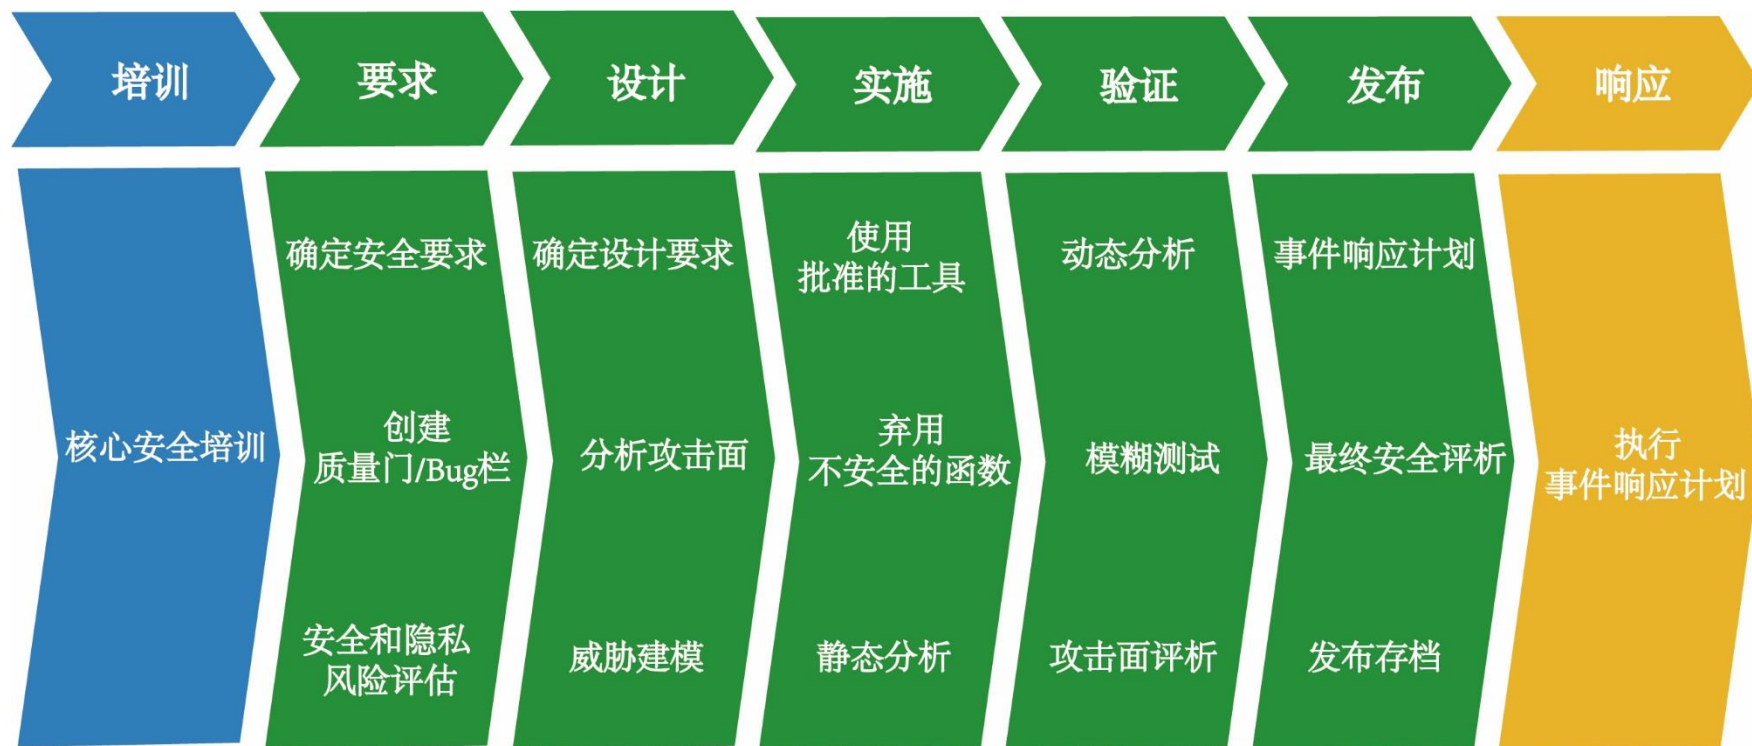 培训
要求
设计
实施
验证
发布
响应
核心安全培训
确定安全要求
创建
质量门/Bug栏
安全和隐私
风险评估
确定设计要求
分析攻击面
威胁建模
使用
批准的工具
弃用
不安全的函数
静态分析
动态分析
模糊测试
攻击面评析
事件响应计划
最终安全评析
发布存档
执行
事件响应计划